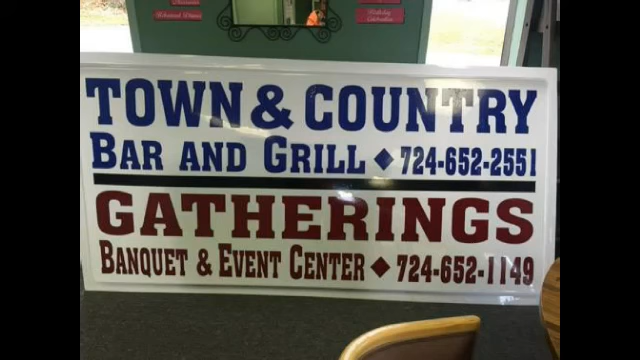 TOWN & COUNTRY
BAR AND GRILL ◆ 724-652-2551
GATHERINGS
BANQUET & EVENT CENTER ◆ 724-652-1149